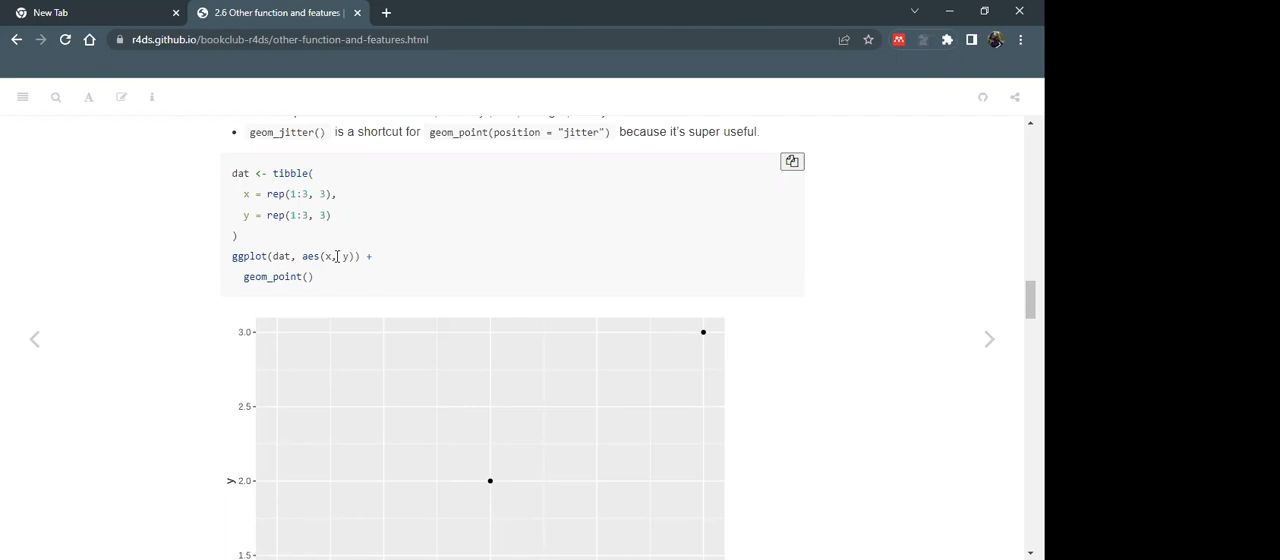 New Tab
2.6 Other function and features |
r4ds.github.io/bookclub-r4ds/other-function-and-features.html
geom_jitter() is a shortcut for geom_point(position = "jitter") because it's super useful.
dat <- tibble(
x = rep(1:3, 3),
y = rep(1:3, 3)
)
ggplot(dat, aes(x, y)) +
geom_point()
3.0
2.5
y
2.0
1.5